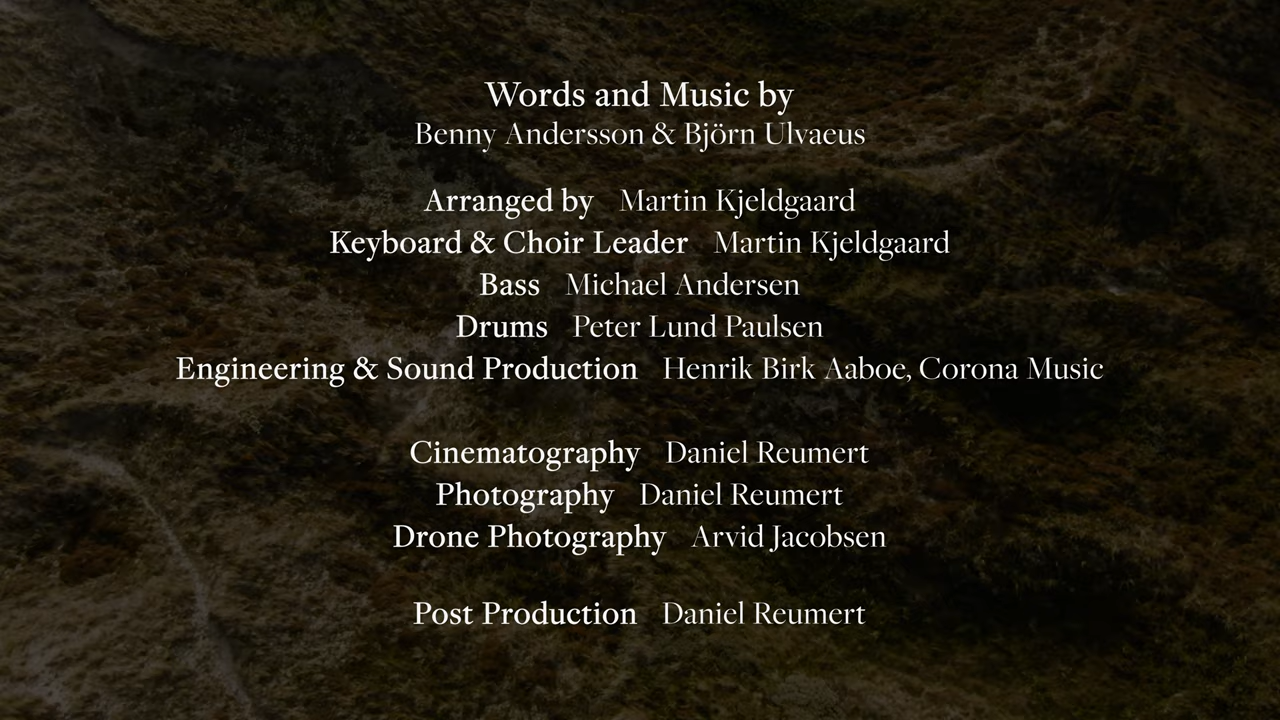 Words and Music by
Benny Andersson & Björn Ulvaeus
Arranged by Martin Kjeldgaard
Keyboard & Choir Leader Martin Kjeldgaard
Bass Michael Andersen
Drums Peter Lund Paulsen
Engineering & Sound Production Henrik Birk Aaboe, Corona Music
Cinematography Daniel Reumert
Photography Daniel Reumert
Drone Photography Arvid Jacobsen
Post Production Daniel Reumert